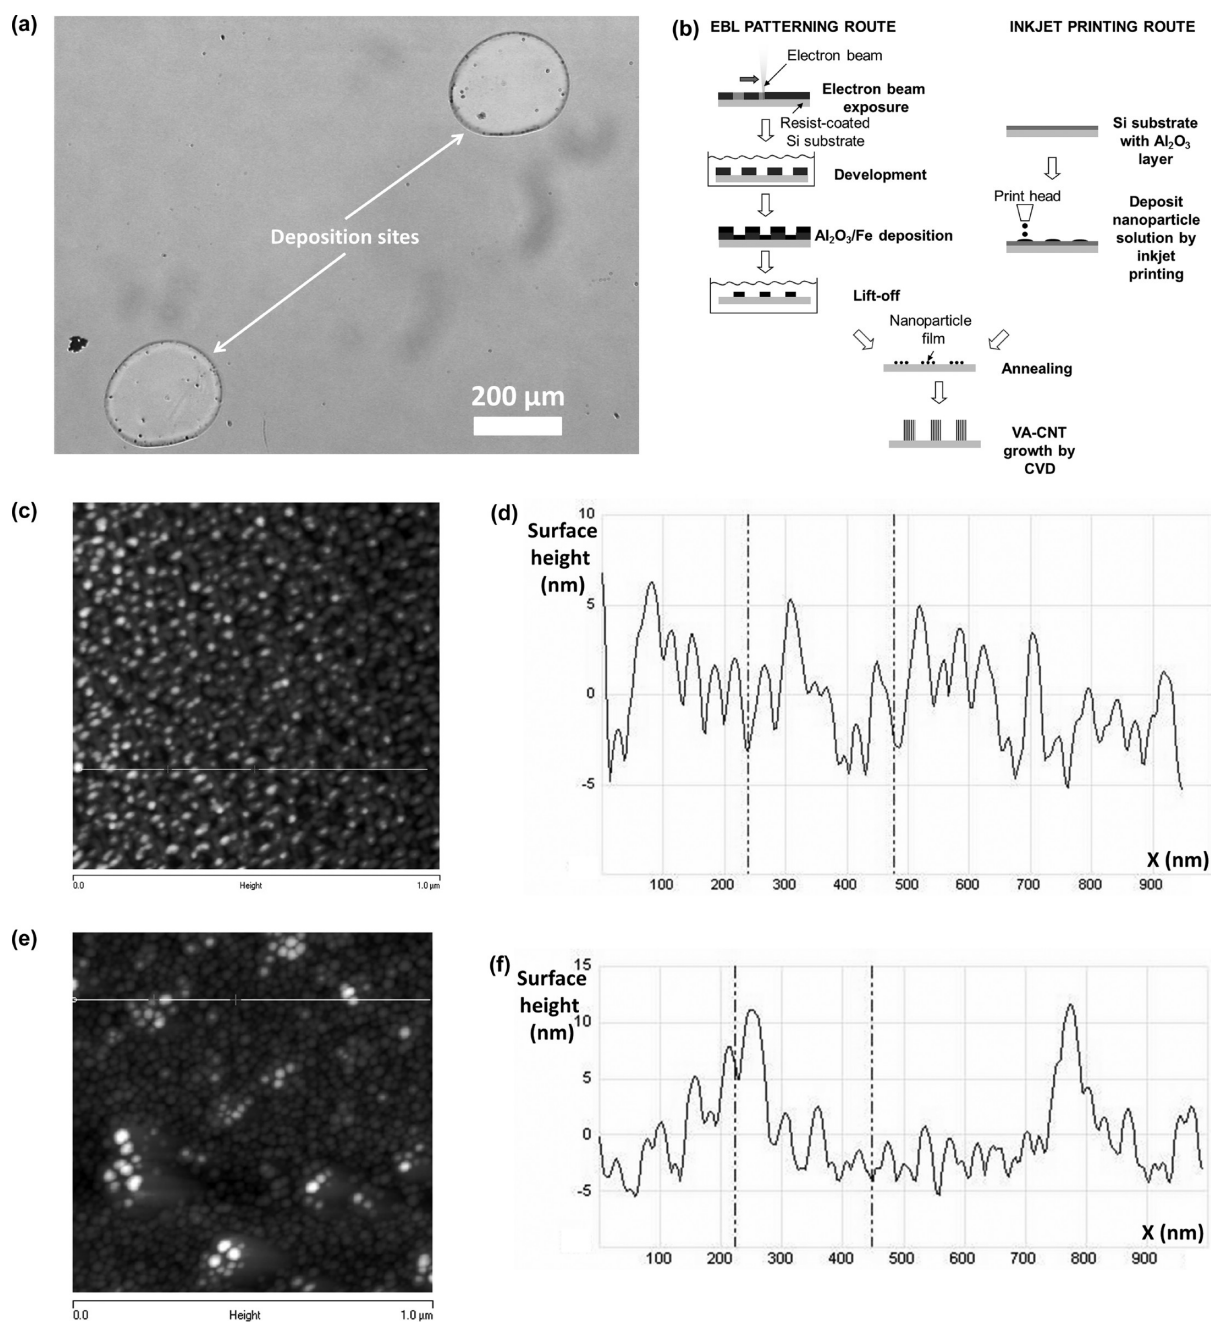 (a)
Deposition sites
200 µm
(b)
EBL PATTERNING ROUTE
Electron beam
Electron beam
exposure
Resist-coated
Si substrate
Development
Al₂O₃/Fe deposition
Lift-off
INKJET PRINTING ROUTE
Si substrate
with Al₂O₃
layer
Print head
Deposit
nanoparticle
solution by
inkjet
printing
Nanoparticle
film
Annealing
VA-CNT
growth by
CVD
(c)
0.0 Height 1.0 µm
(d)
Surface
height
(nm)
10
5
0
-5
X (nm)
100 200 300 400 500 600 700 800 900
(e)
0.0 Height 1.0 µm
(f)
Surface
height
(nm)
15
10
5
0
-5
X (nm)
100 200 300 400 500 600 700 800 900